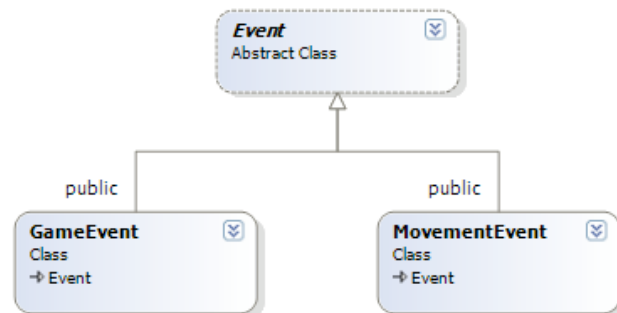 Event
Abstract Class
public
public
GameEvent
Class
Event
MovementEvent
Class
Event